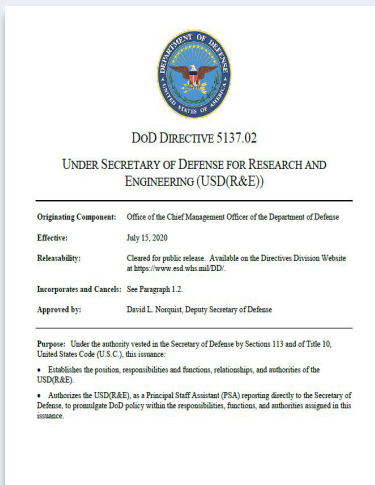 DEPARTMENT OF DEFENSE
UNITED STATES OF AMERICA
DOD DIRECTIVE 5137.02
UNDER SECRETARY OF DEFENSE FOR RESEARCH AND
ENGINEERING (USD(R&E))
Originating Component: Office of the Chief Management Officer of the Department of Defense
Effective: July 15, 2020
Releasability: Cleared for public release. Available on the Directives Division Website
at https://www.esd.whs.mil/DD/.
Incorporates and Cancels: See Paragraph 1.2.
Approved by: David L. Norquist, Deputy Secretary of Defense
Purpose: Under the authority vested in the Secretary of Defense by Sections 113 and of Title 10,
United States Code (U.S.C.), this issuance:
• Establishes the position, responsibilities and functions, relationships, and authorities of the
USD(R&E).
• Authorizes the USD(R&E), as a Principal Staff Assistant (PSA) reporting directly to the Secretary of
Defense, to promulgate DoD policy within the responsibilities, functions, and authorities assigned in this
issuance.